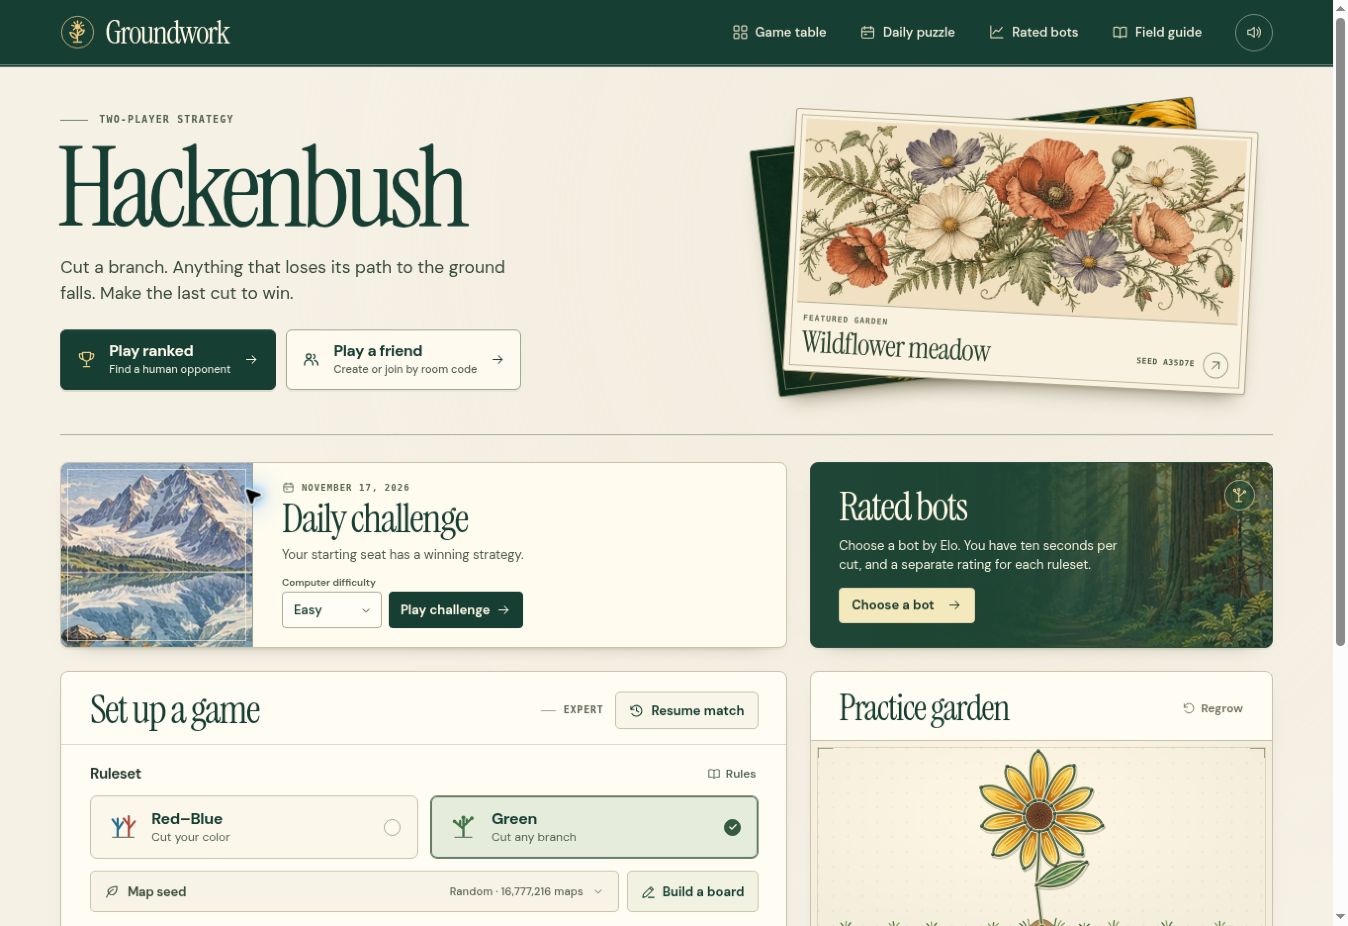 Groundwork
Game table
Daily puzzle
Rated bots
Field guide
TWO-PLAYER STRATEGY
Hackenbush
Cut a branch. Anything that loses its path to the ground
falls. Make the last cut to win.
Play ranked
Find a human opponent
Play a friend
Create or join by room code
FEATURED GARDEN
Wildflower meadow
SEED A35D7E
NOVEMBER 17, 2026
Daily challenge
Your starting seat has a winning strategy.
Computer difficulty
Easy
Play challenge
Rated bots
Choose a bot by Elo. You have ten seconds per
cut, and a separate rating for each ruleset.
Choose a bot
Set up a game
EXPERT
Resume match
Ruleset
Rules
Red–Blue
Cut your color
Green
Cut any branch
Map seed
Random · 16,777,216 maps
Build a board
Practice garden
Regrow